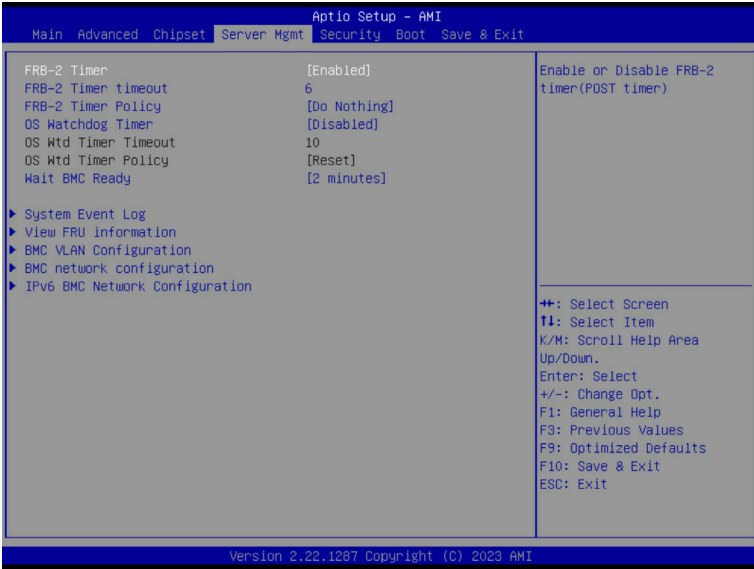 Aptio Setup – AMI
Main Advanced Chipset Server Mgmt Security Boot Save & Exit
FRB-2 Timer [Enabled]
FRB-2 Timer timeout 6
FRB-2 Timer Policy [Do Nothing]
OS Watchdog Timer [Disabled]
OS Wtd Timer Timeout 10
OS Wtd Timer Policy [Reset]
Wait BMC Ready [2 minutes]
System Event Log
View FRU information
BMC VLAN Configuration
BMC network configuration
IPv6 BMC Network Configuration
Enable or Disable FRB-2
timer(POST timer)
→←: Select Screen
↑↓: Select Item
K/M: Scroll Help Area
Up/Down.
Enter: Select
+/-: Change Opt.
F1: General Help
F3: Previous Values
F9: Optimized Defaults
F10: Save & Exit
ESC: Exit
Version 2.22.1287 Copyright (C) 2023 AMI